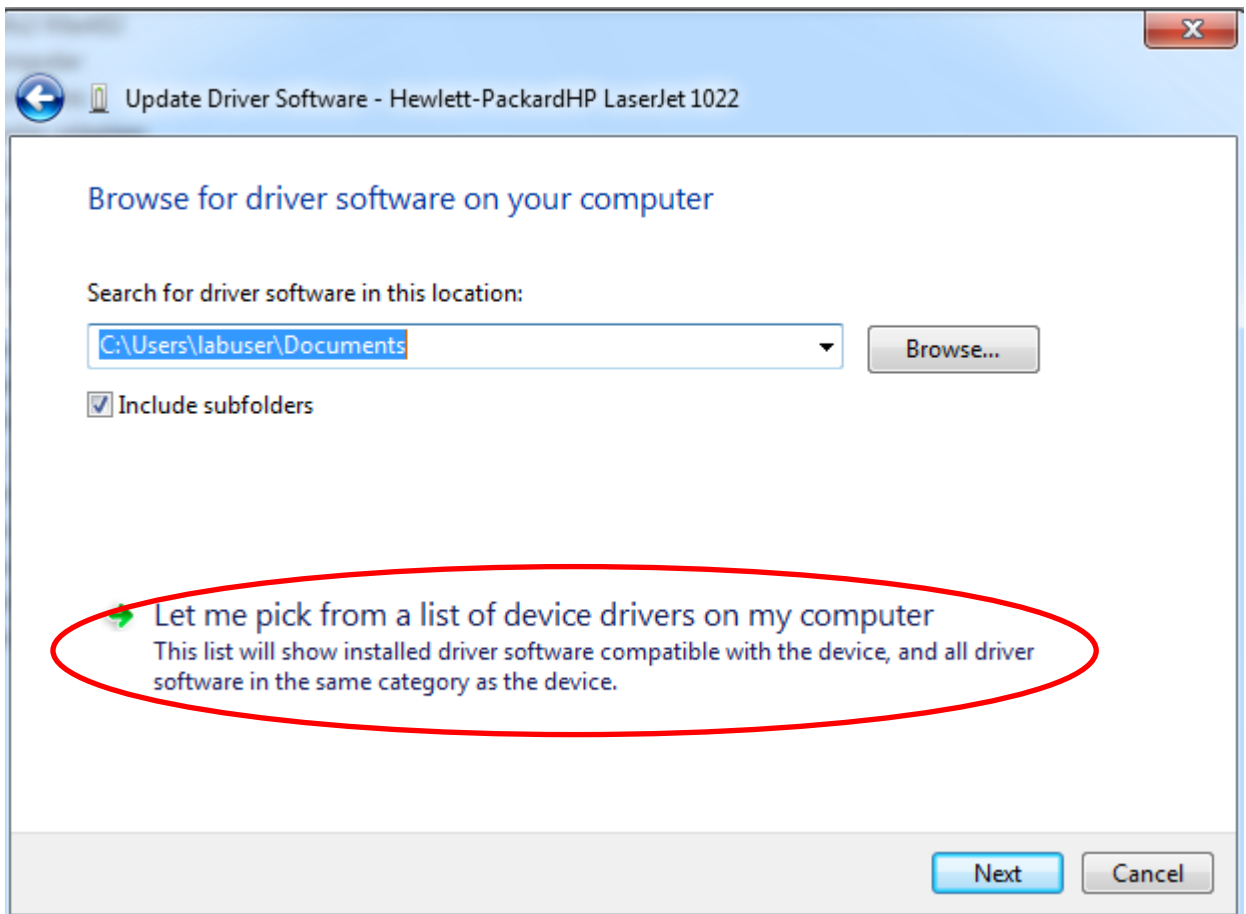 Update Driver Software - Hewlett-PackardHP LaserJet 1022
Browse for driver software on your computer
Search for driver software in this location:
C:\Users\labuser\Documents
Browse...
Include subfolders
Let me pick from a list of device drivers on my computer
This list will show installed driver software compatible with the device, and all driver
software in the same category as the device.
Next
Cancel